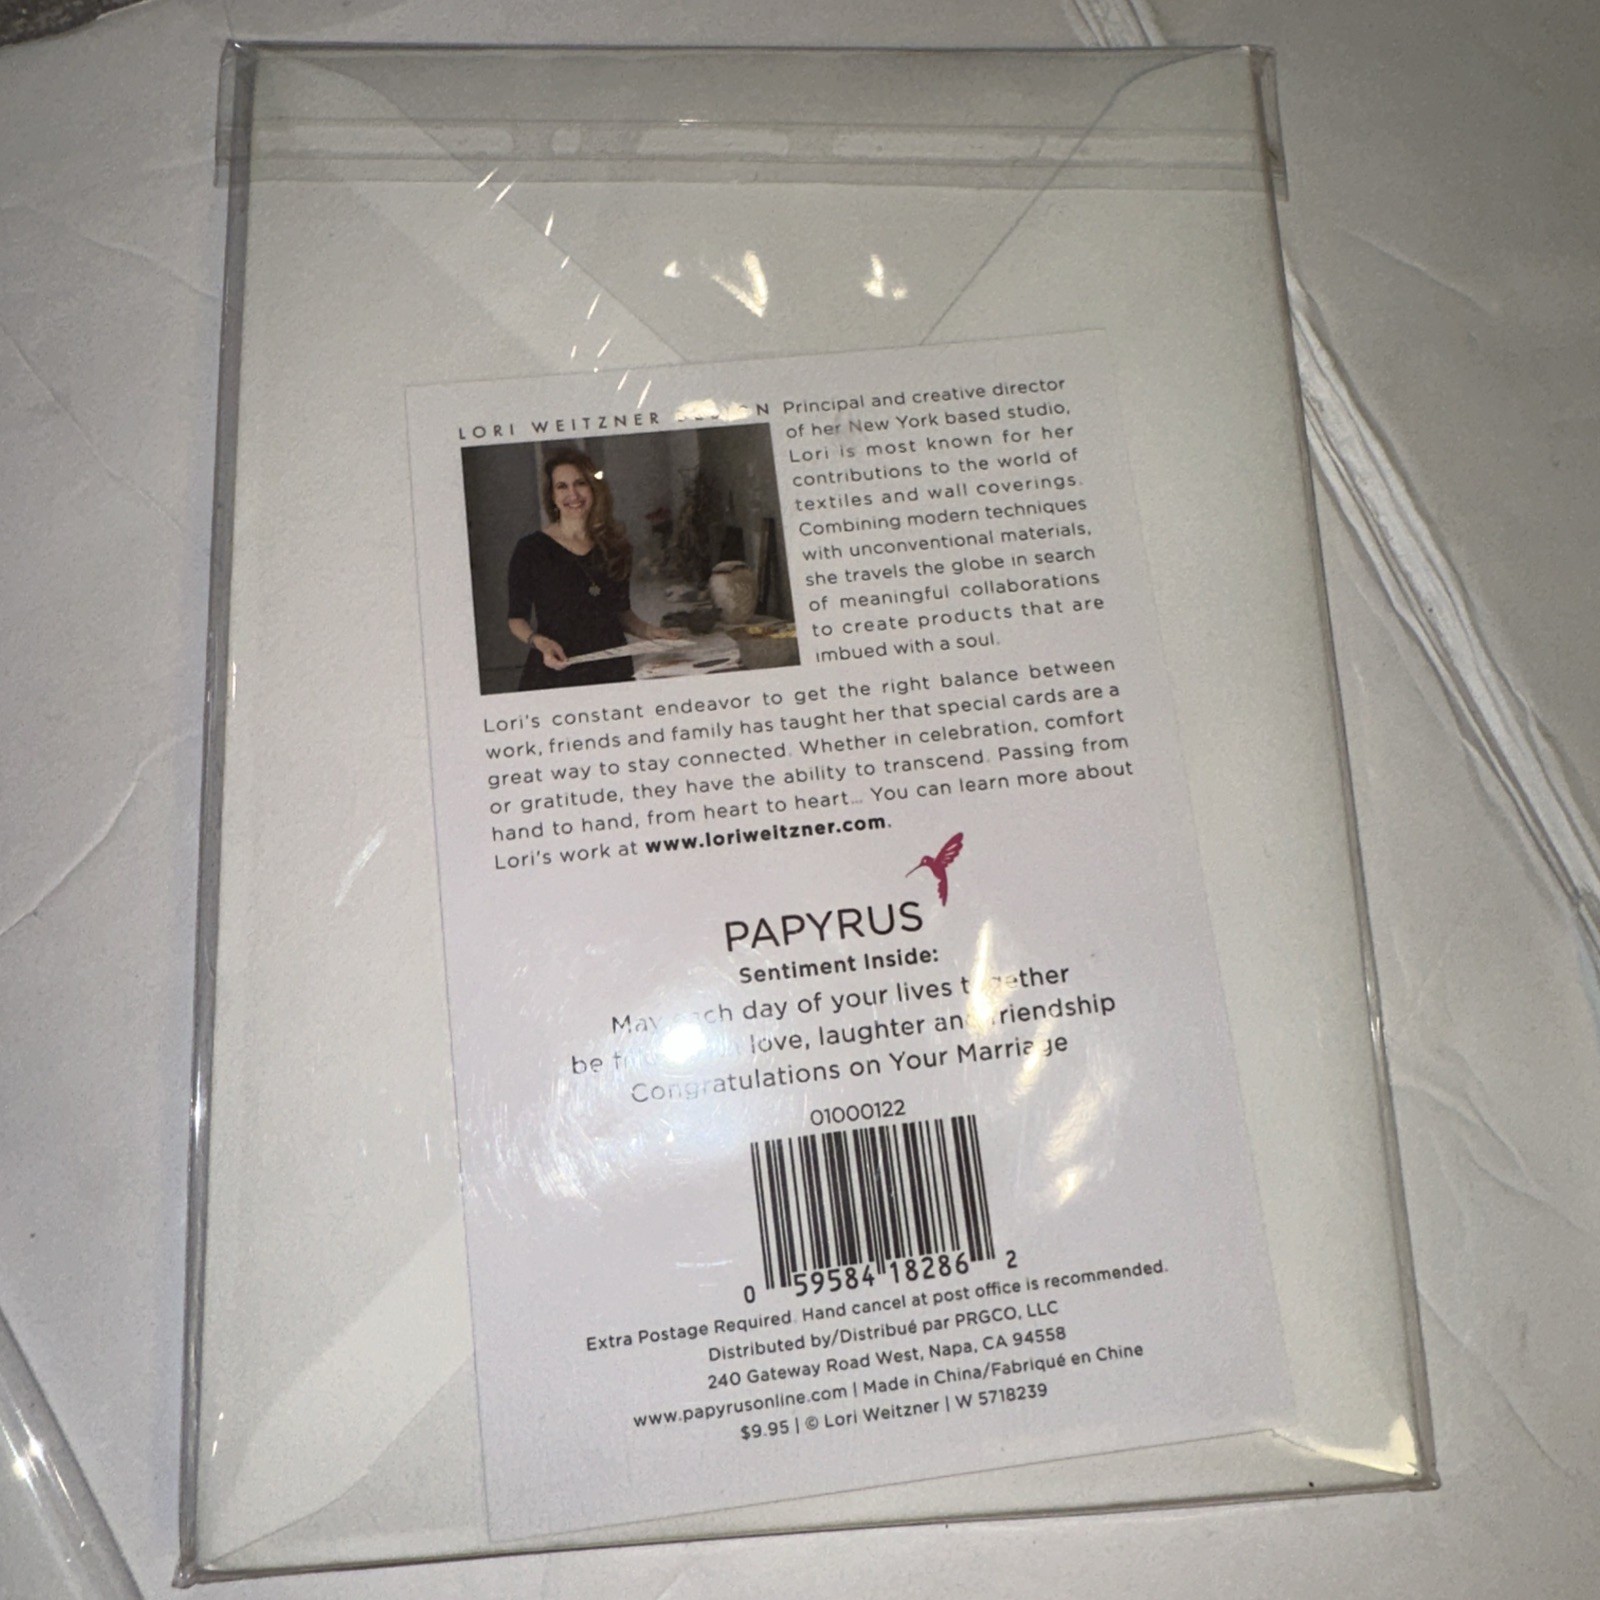 LORI WEITZNER
Principal and creative director
of her New York based studio,
Lori is most known for her
contributions to the world of
textiles and wall coverings.
Combining modern techniques
with unconventional materials,
she travels the globe in search
of meaningful collaborations
to create products that are
imbued with a soul.
Lori's constant endeavor to get the right balance between
work, friends and family has taught her that special cards are a
great way to stay connected. Whether in celebration, comfort
or gratitude, they have the ability to transcend. Passing from
hand to hand, from heart to heart... You can learn more about
Lori's work at www.loriweitzner.com.
PAPYRUS
Sentiment Inside:
May each day of your lives together
be love, laughter and friendship
Congratulations on Your Marriage
01000122
0 59584 18286 2
Extra Postage Required. Hand cancel at post office is recommended.
Distributed by/Distribué par PRGCO, LLC
240 Gateway Road West, Napa, CA 94558
www.papyrusonline.com | Made in China/Fabriqué en Chine
$9.95 | © Lori Weitzner | W 5718239